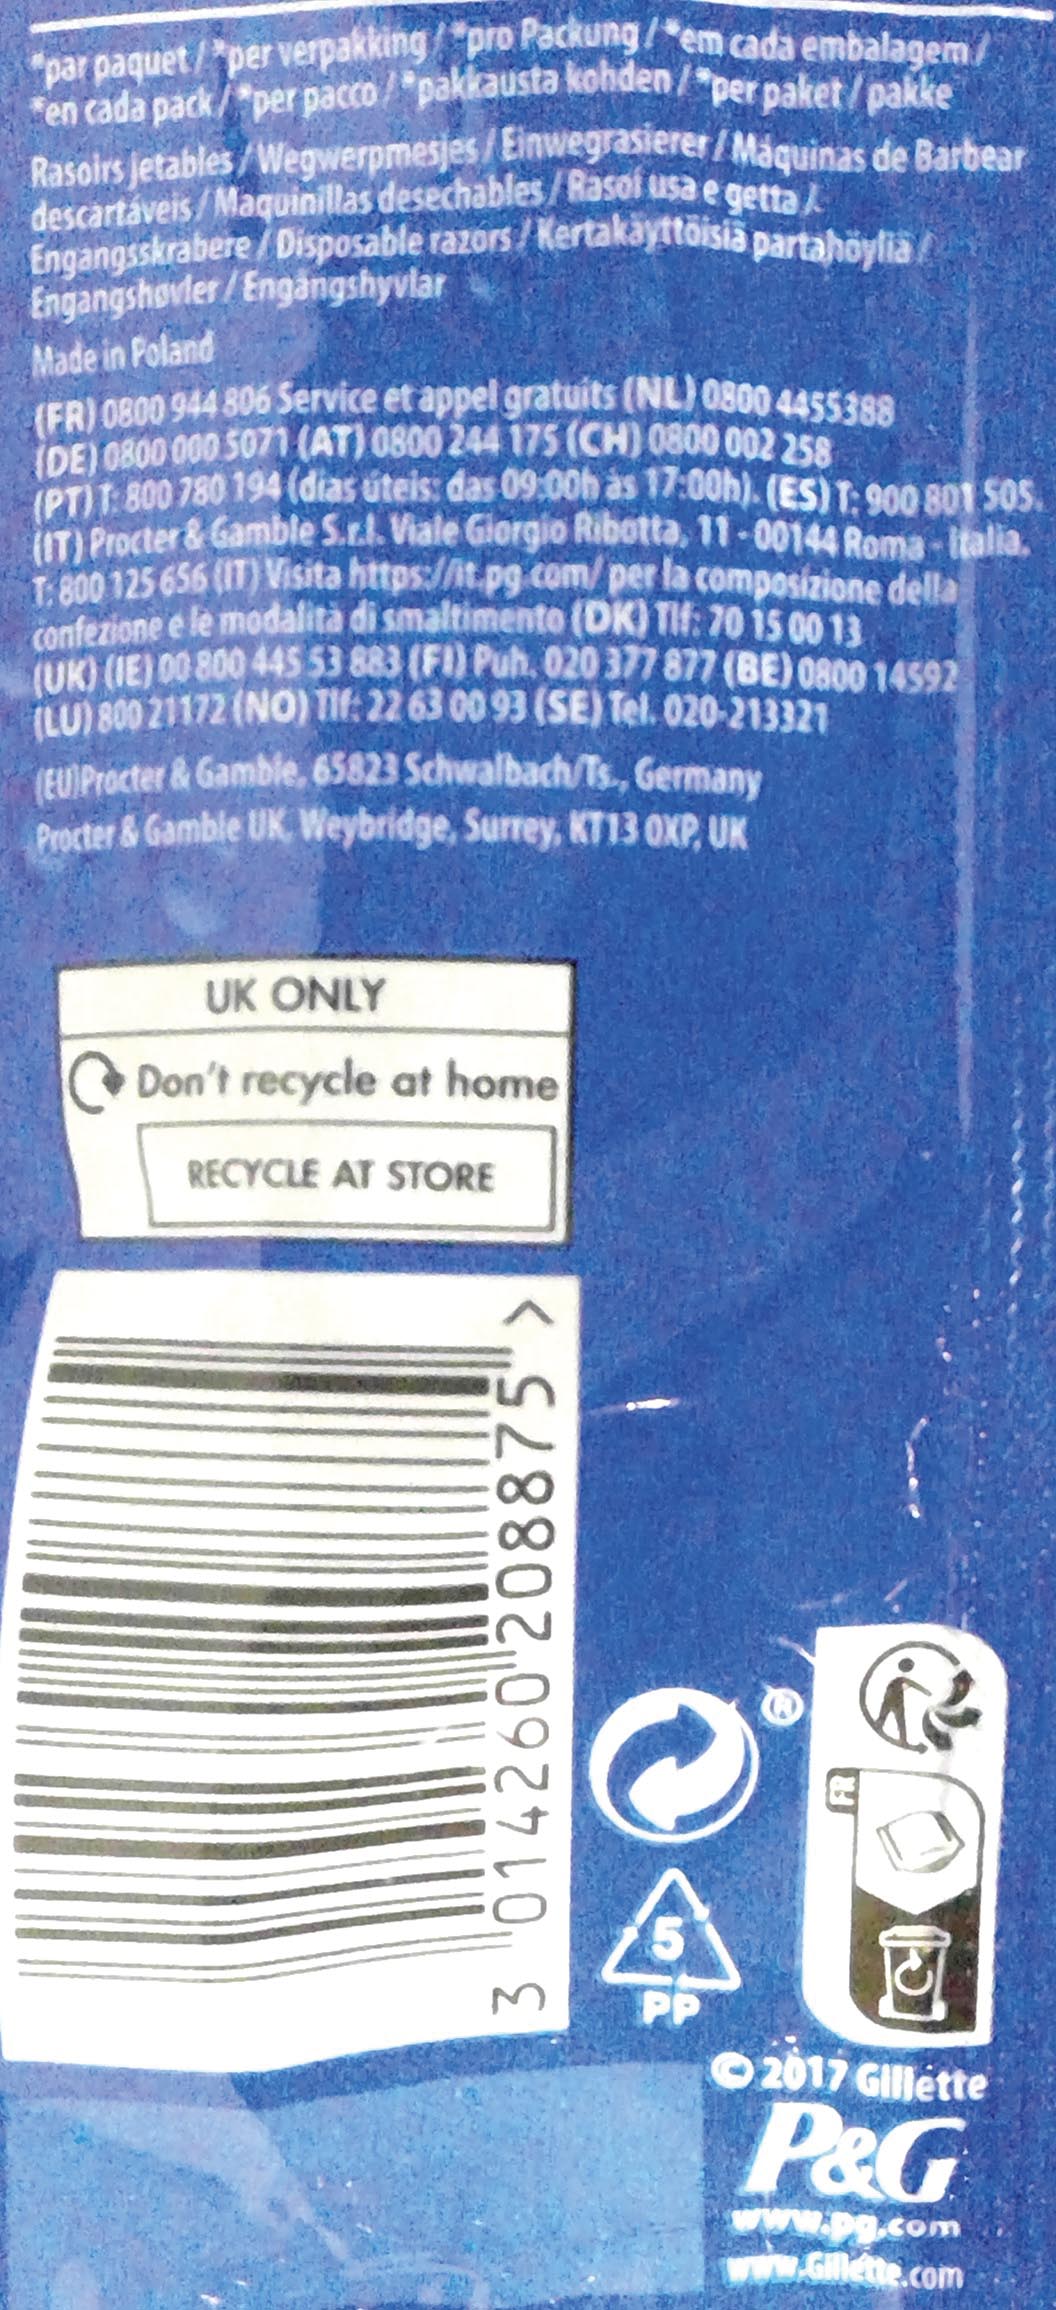 *par paquet / *per verpakking / *pro Packung / *em cada embalagem /
*en cada pack / *per pacco / *pakkausta kohden / *per paket / pakke
Rasoirs jetables / Wegwerpmesjes / Einwegrasierer / Máquinas de Barbear
descartáveis / Maquinillas desechables / Rasoi usa e getta /
Engangsskrabere / Disposable razors / Kertakäyttöisiä partahöyliä /
Engangshøvler / Engångshyvlar
Made in Poland
(FR) 0800 944 806 Service et appel gratuits (NL) 0800 4455388
(DE) 0800 000 5071 (AT) 0800 244 175 (CH) 0800 002 258
(PT) T: 800 780 194 (dias úteis: das 09:00h às 17:00h). (ES) T: 900 801 505.
(IT) Procter & Gamble S.r.l. Viale Giorgio Ribotta, 11 - 00144 Roma - Italia.
T: 800 125 656 (IT) Visita https://it.pg.com/ per la composizione della
confezione e le modalità di smaltimento (DK) Tlf: 70 15 00 13
(UK) (IE) 00 800 445 53 883 (FI) Puh. 020 377 877 (BE) 0800 14592
(LU) 800 21172 (NO) Tlf: 22 63 00 93 (SE) Tel. 020-213321
(EU)Procter & Gamble, 65823 Schwalbach/Ts., Germany
Procter & Gamble UK, Weybridge, Surrey, KT13 0XP, UK
UK ONLY
Don't recycle at home
RECYCLE AT STORE
3 014260 208875 >
®
FR
5
PP
© 2017 Gillette
P&G
www.pg.com
www.Gillette.com